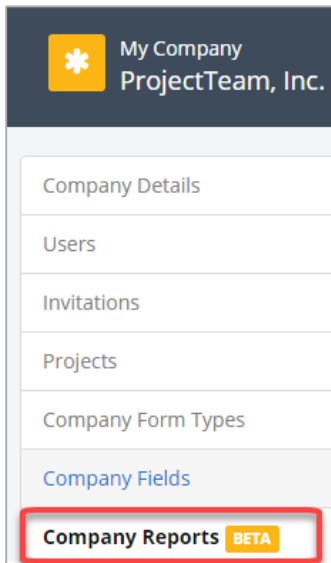 My Company
ProjectTeam, Inc.
Company Details
Users
Invitations
Projects
Company Form Types
Company Fields
Company Reports BETA